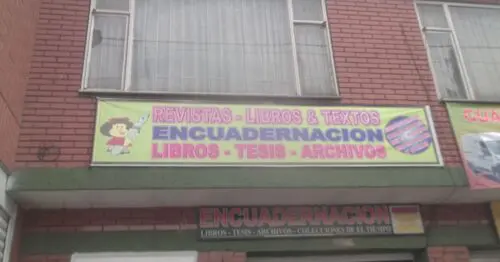 REVISTAS - LIBROS & TEXTOS
ENCUADERNACION
LIBROS - TESIS - ARCHIVOS
ENCUADERNACION
LIBROS - TESIS - ARCHIVOS - COLECCIONES DE EL TIEMPO